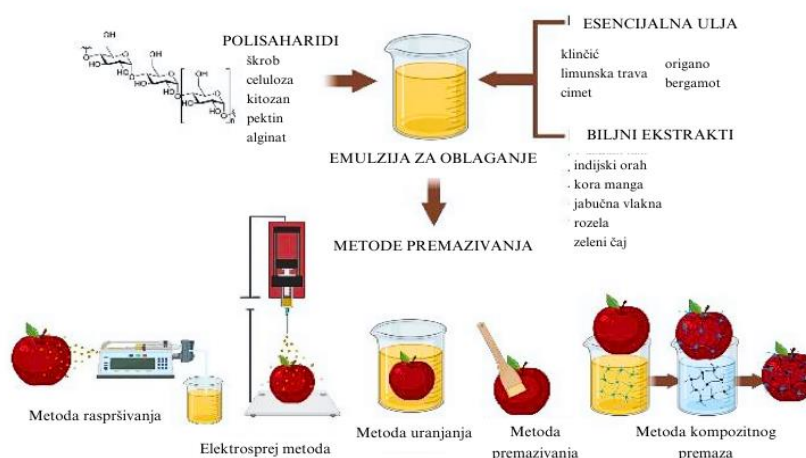 POLISAHARIDI
škrob
celuloza
kitozan
pektin
alginat
EMULZIJA ZA OBLAGANJE
ESENCIJALNA ULJA
klinčić
limunska trava
cimet
origano
bergamot
BILJNI EKSTRAKTI
indijski orah
kora manga
jabučna vlakna
rozela
zeleni čaj
METODE PREMAZIVANJA
Metoda raspršivanja
Elektrosprej metoda
Metoda uranjanja
Metoda
premazivanja
Metoda kompozitnog
premaza